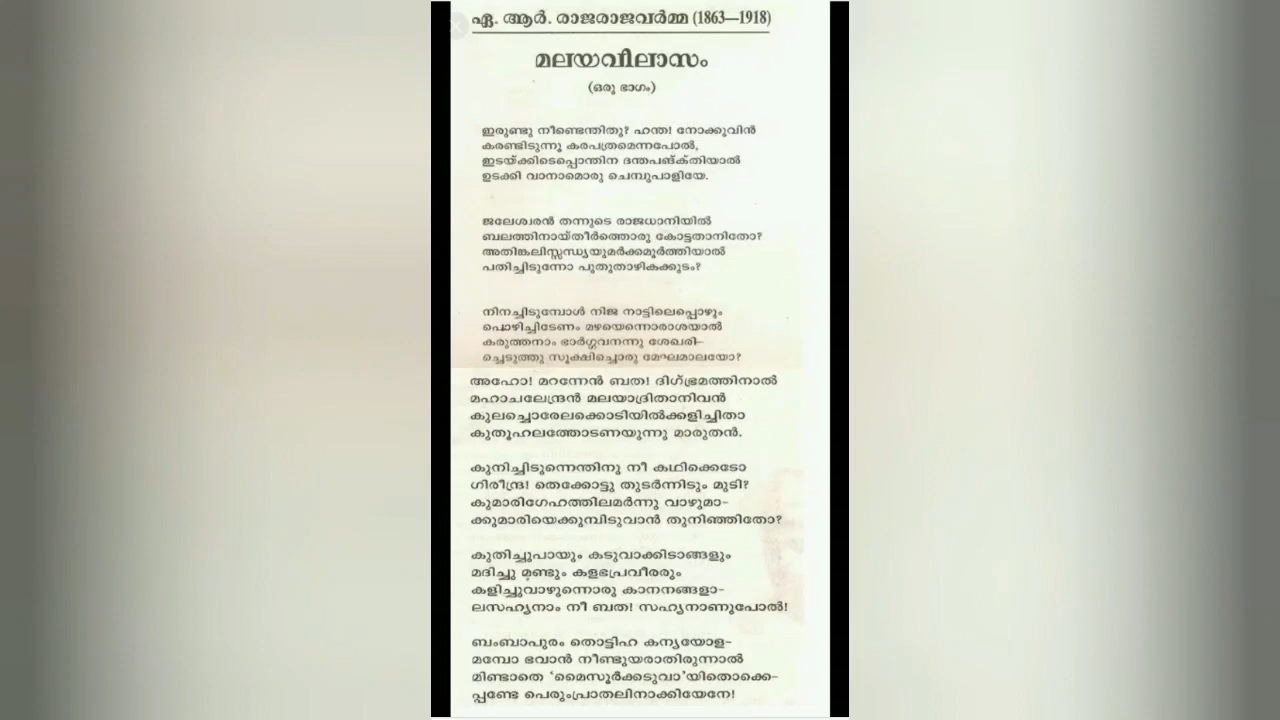 ഏ. ആർ. രാജരാജവർമ്മ (1863—1918)
മലയവിലാസം
(ഒരു ഭാഗം)
ഇരുണ്ടു നീണ്ടെന്തിതു? ഹന്ത! നോക്കുവിൻ
കരണ്ടിടുന്നൂ കരപത്രമെന്നപോൽ,
ഇടയ്ക്കിടെപ്പൊന്തിന ദന്തപങ്ക്തിയാൽ
ഉടക്കി വാനാമൊരു ചെമ്പുപാളിയേ.
ജലേശ്വരൻ തന്നുടെ രാജധാനിയിൽ
ബലത്തിനായ്തീർത്തൊരു കോട്ടതാനിതോ?
അതിങ്കലിസ്സന്ധ്യയുമർക്കമൂർത്തിയാൽ
പതിച്ചിടുന്നോ പുതുതാഴികക്കുടം?
നിനച്ചിടുമ്പോൾ നിജ നാട്ടിലെപ്പൊഴും
പൊഴിച്ചിടേണം മഴയെന്നൊരാശയാൽ
കരുത്തനാം ഭാർഗ്ഗവനന്നു ശേഖരി–
ച്ചെടുത്തു സൂക്ഷിച്ചൊരു മേഘമാലയോ?
അഹോ! മറന്നേൻ ബത! ദിഗ്ഭ്രമത്തിനാൽ
മഹാചലേന്ദ്രൻ മലയാദ്രിതാനിവൻ
കുലച്ചൊരേലക്കൊടിയിൽക്കളിച്ചിതാ
കുതൂഹലത്തോടണയുന്നു മാരുതൻ.
കുനിച്ചിടുന്നെന്തിനു നീ കഥിക്കെടോ
ഗിരീന്ദ്ര! തെക്കോട്ടു തുടർന്നിടും മുടി?
കുമാരിഗേഹത്തിലമർന്നു വാഴുമാ–
ക്കുമാരിയെക്കുമ്പിടുവാൻ തുനിഞ്ഞിതോ?
കുതിച്ചുപായും കടുവാക്കിടാങ്ങളും
മദിച്ചു മണ്ടും കളഭപ്രവീരരും
കളിച്ചുവാഴുന്നൊരു കാനനങ്ങളാ–
ലസഹ്യനാം നീ ബത! സഹ്യനാണുപോൽ!
ബംബാപുരം തൊട്ടിഹ കന്യയോള–
മമ്പോ ഭവാൻ നീണ്ടുയരാതിരുന്നാൽ
മിണ്ടാതെ ‘മൈസൂർക്കടുവാ’യിതൊക്കെ–
പ്പണ്ടേ പെരുംപ്രാതലിനാക്കിയേനേ!